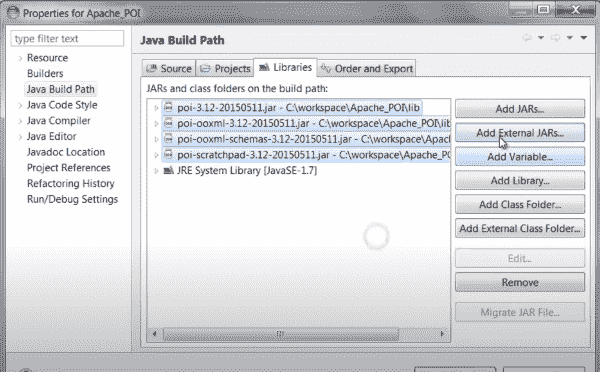 Properties for Apache_POI
type filter text
Resource
Builders
Java Build Path
Java Code Style
Java Compiler
Java Editor
Javadoc Location
Project References
Refactoring History
Run/Debug Settings
Java Build Path
Source Projects Libraries Order and Export
JARs and class folders on the build path:
poi-3.12-20150511.jar - C:\workspace\Apache_POI\lib
poi-ooxml-3.12-20150511.jar - C:\workspace\Apache_POI\lib
poi-ooxml-schemas-3.12-20150511.jar - C:\workspace\Apac
poi-scratchpad-3.12-20150511.jar - C:\workspace\Apache_PO
JRE System Library [JavaSE-1.7]
Add JARs...
Add External JARs...
Add Variable...
Add Library...
Add Class Folder...
Add External Class Folder...
Edit...
Remove
Migrate JAR File...